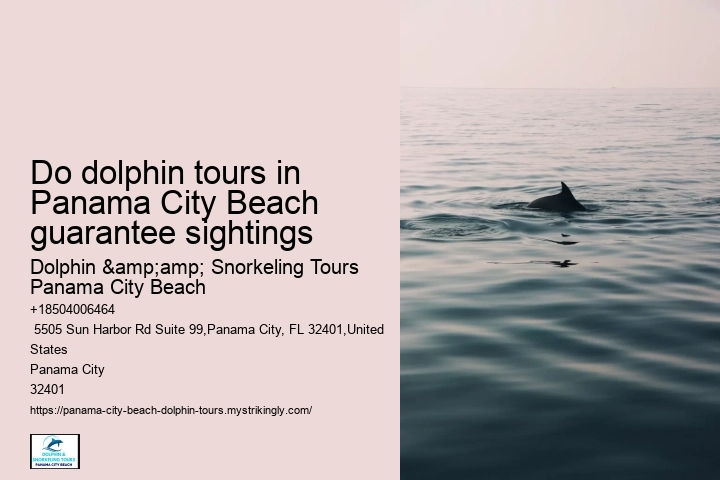 Do dolphin tours in
Panama City Beach
guarantee sightings
Dolphin &amp;amp; Snorkeling Tours
Panama City Beach
+18504006464
5505 Sun Harbor Rd Suite 99,Panama City, FL 32401,United
States
Panama City
32401
https://panama-city-beach-dolphin-tours.mystrikingly.com/
DOLPHIN &
SNORKELING TOURS
PANAMA CITY BEACH